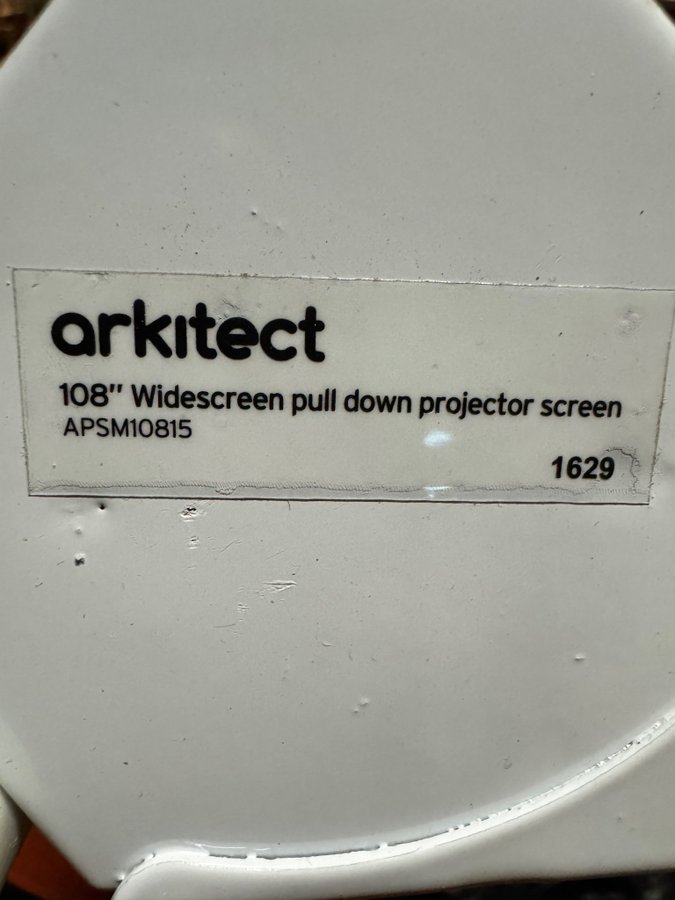 arkitect
108" Widescreen pull down projector screen
APSM10815
1629